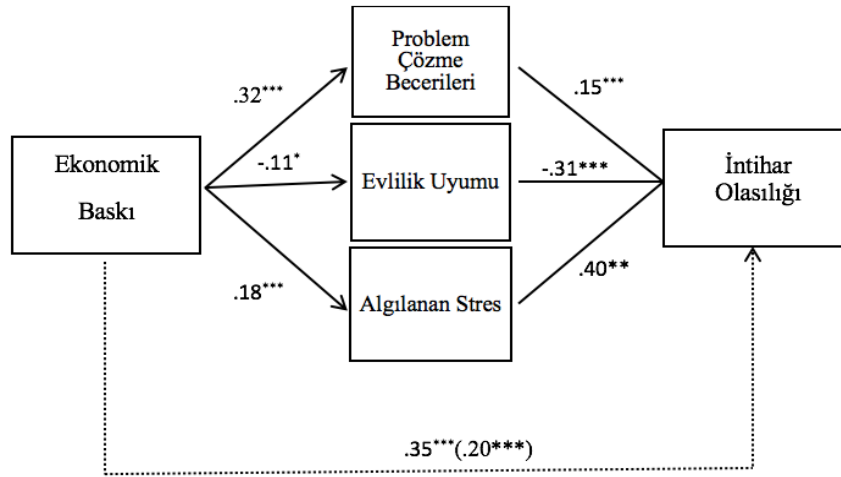 Problem
Çözme
Becerileri
.32***
.15***
Ekonomik
Baskı
-.11*
Evlilik Uyumu
-.31***
İntihar
Olasılığı
.18***
Algılanan Stres
.40**
.35***(.20***)